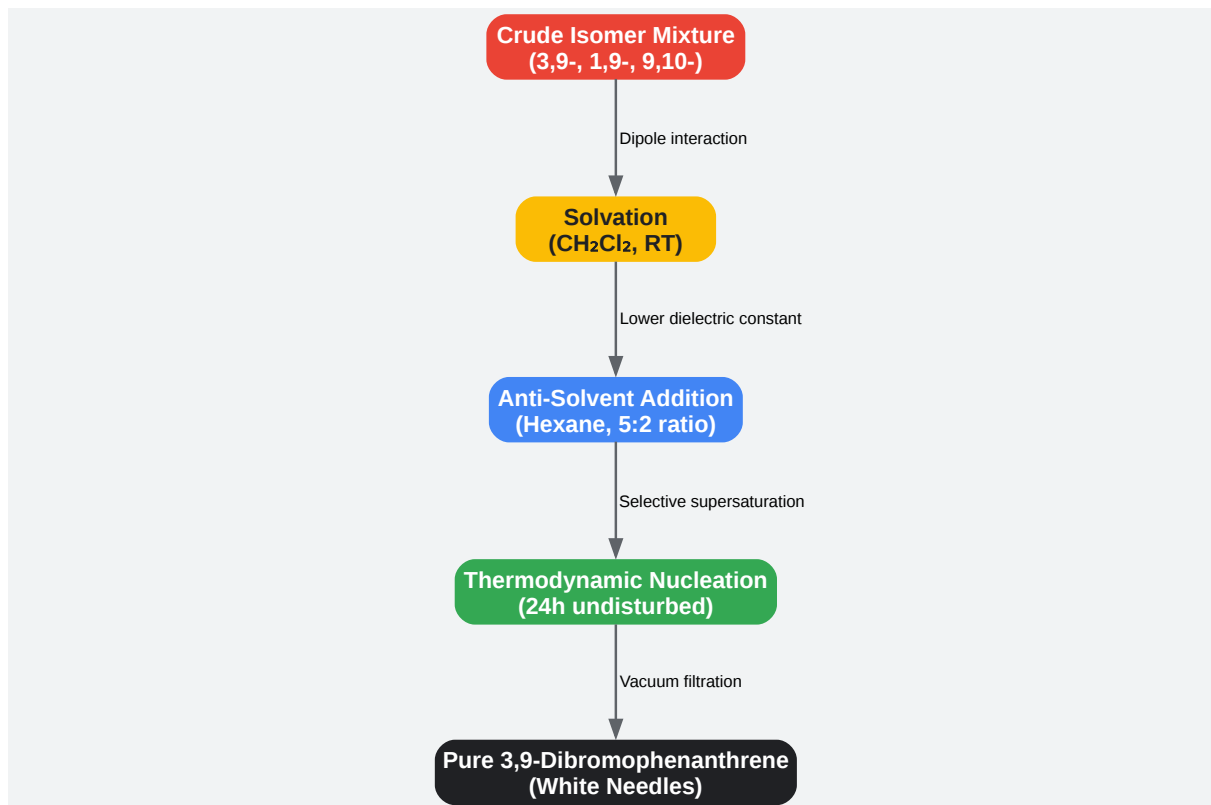 Crude Isomer Mixture
(3,9-, 1,9-, 9,10-)
Dipole interaction
Solvation
(CH₂Cl₂, RT)
Lower dielectric constant
Anti-Solvent Addition
(Hexane, 5:2 ratio)
Selective supersaturation
Thermodynamic Nucleation
(24h undisturbed)
Vacuum filtration
Pure 3,9-Dibromophenanthrene
(White Needles)